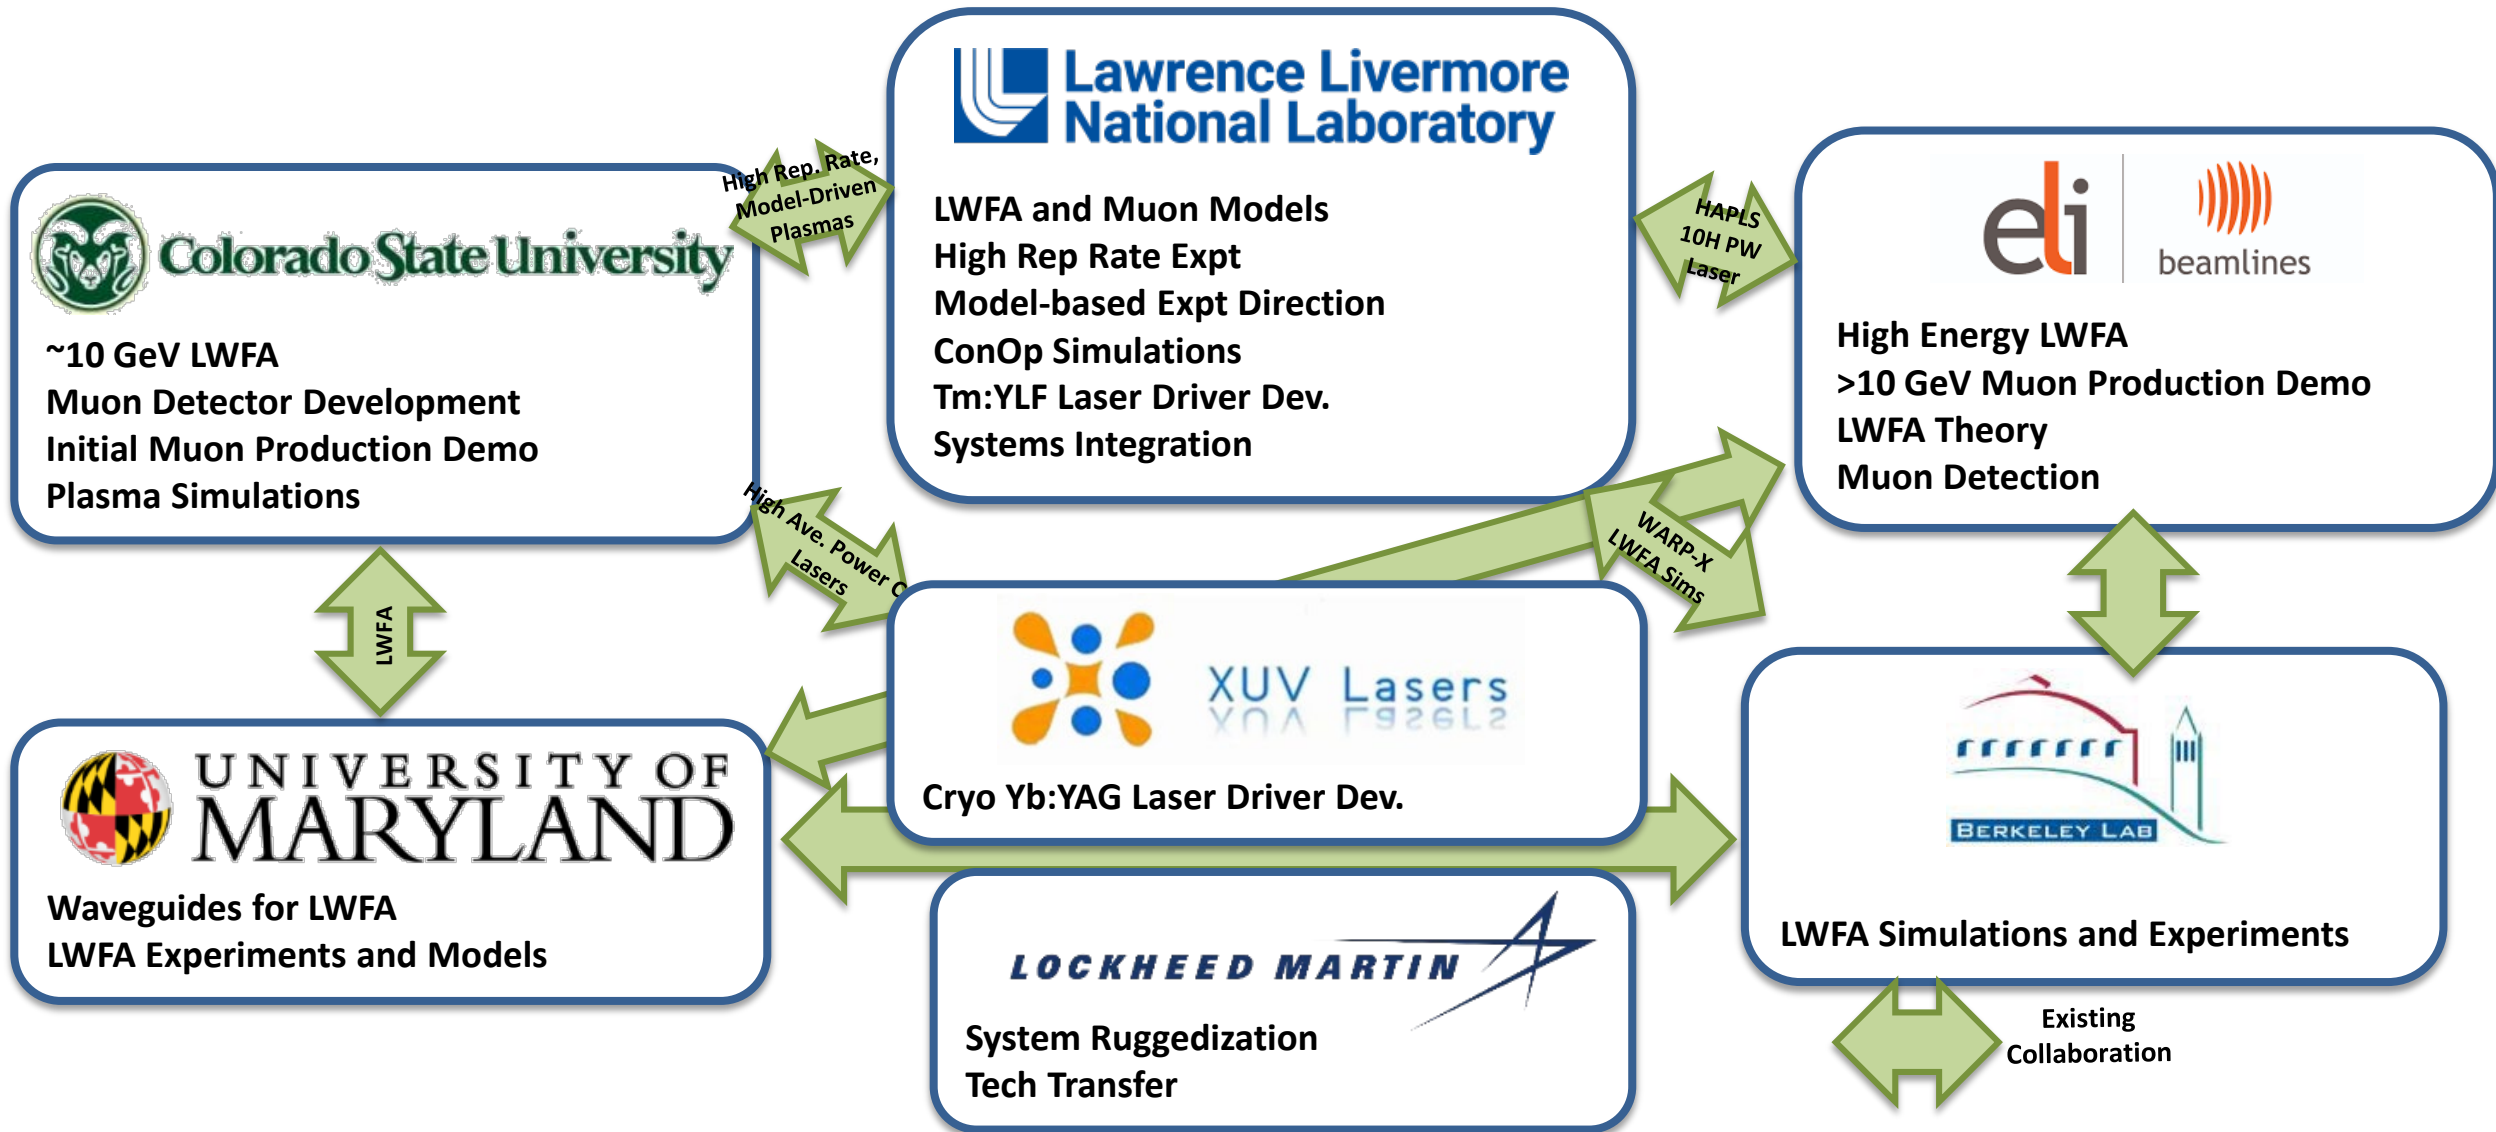 Lawrence Livermore
National Laboratory
LWFA and Muon Models
High Rep Rate Expt
Model-based Expt Direction
ConOp Simulations
Tm:YLF Laser Driver Dev.
Systems Integration
High Rep. Rate,
Model-Driven
Plasmas
HAPLS
10H PW
Laser
Colorado State University
~10 GeV LWFA
Muon Detector Development
Initial Muon Production Demo
Plasma Simulations
eli
beamlines
High Energy LWFA
>10 GeV Muon Production Demo
LWFA Theory
Muon Detection
High Ave. Power
Lasers
WARP-X
LWFA Sims
LWFA
XUV Lasers
Cryo Yb:YAG Laser Driver Dev.
UNIVERSITY OF
MARYLAND
Waveguides for LWFA
LWFA Experiments and Models
BERKELEY LAB
LWFA Simulations and Experiments
LOCKHEED MARTIN
System Ruggedization
Tech Transfer
Existing
Collaboration